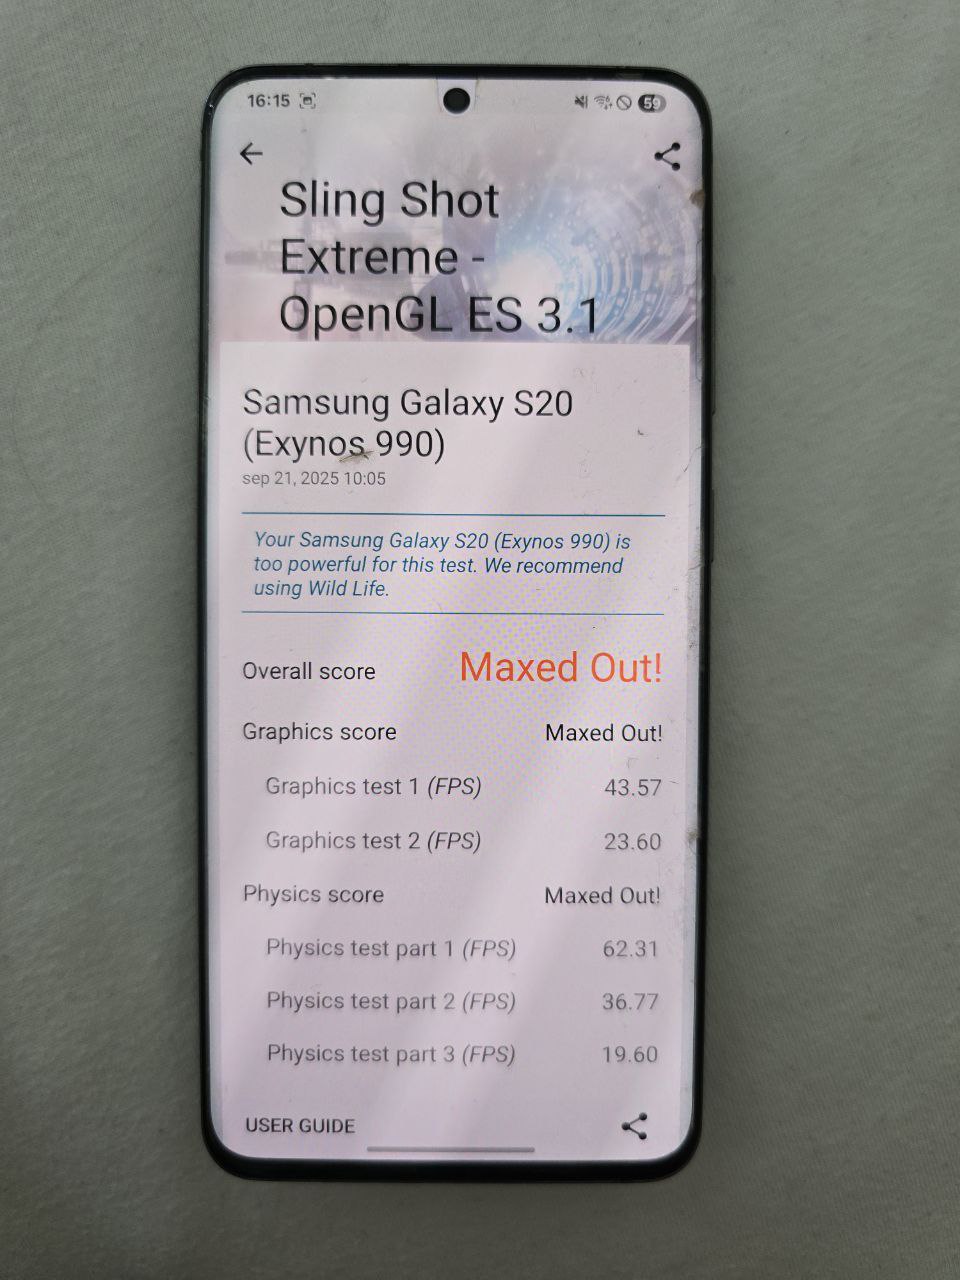 16:15 59
Sling Shot
Extreme -
OpenGL ES 3.1
Samsung Galaxy S20
(Exynos 990)
sep 21, 2025 10:05
Your Samsung Galaxy S20 (Exynos 990) is
too powerful for this test. We recommend
using Wild Life.
Overall score Maxed Out!
Graphics score Maxed Out!
Graphics test 1 (FPS) 43.57
Graphics test 2 (FPS) 23.60
Physics score Maxed Out!
Physics test part 1 (FPS) 62.31
Physics test part 2 (FPS) 36.77
Physics test part 3 (FPS) 19.60
USER GUIDE